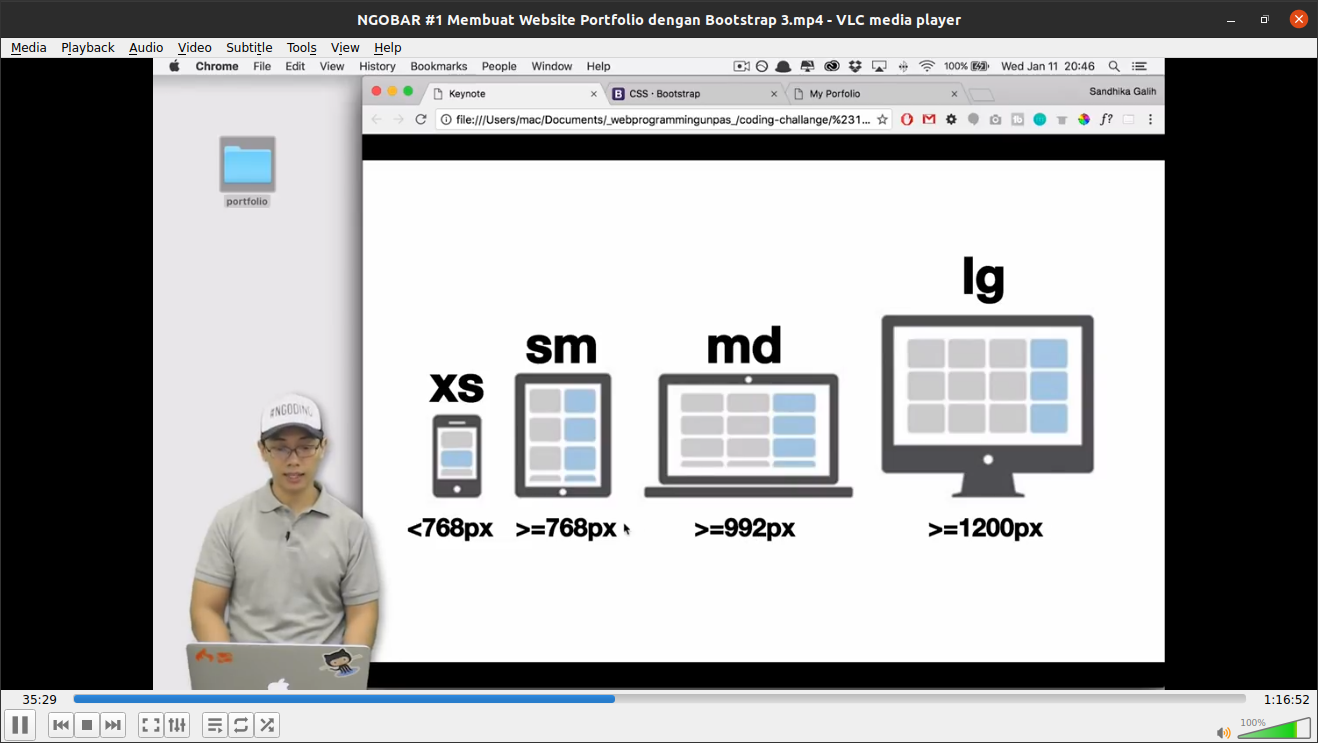 NGOBAR #1 Membuat Website Portfolio dengan Bootstrap 3.mp4 - VLC media player
Media Playback Audio Video Subtitle Tools View Help
Chrome File Edit View History Bookmarks People Window Help 100% Wed Jan 11 20:46
Keynote CSS · Bootstrap My Porfolio Sandhika Galih
file:///Users/mac/Documents/_webprogrammingunpas_/coding-challange/%231...
portfolio
lg
sm md
xs
#NGODING
<768px >=768px >=992px >=1200px
35:29 1:16:52
100%